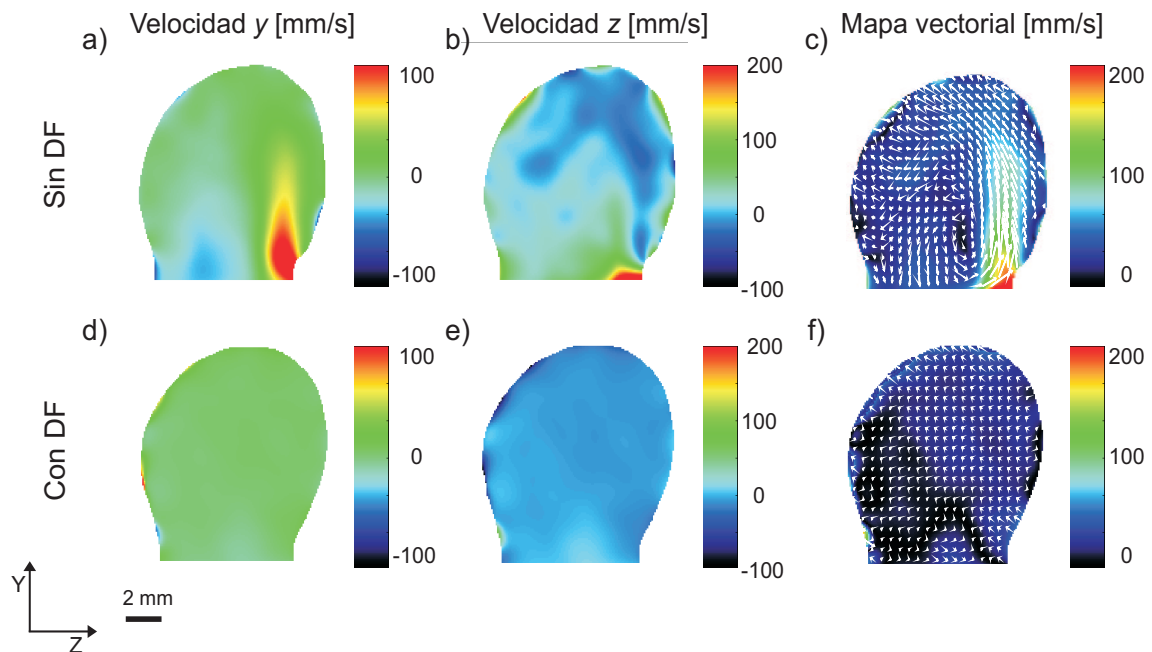 Velocidad y [mm/s]
Velocidad z [mm/s]
Mapa vectorial [mm/s]
a)
b)
c)
Sin DF
100
0
-100
200
100
0
-100
200
100
0
d)
e)
f)
Con DF
100
0
-100
200
100
0
-100
200
100
0
Y
Z
2 mm